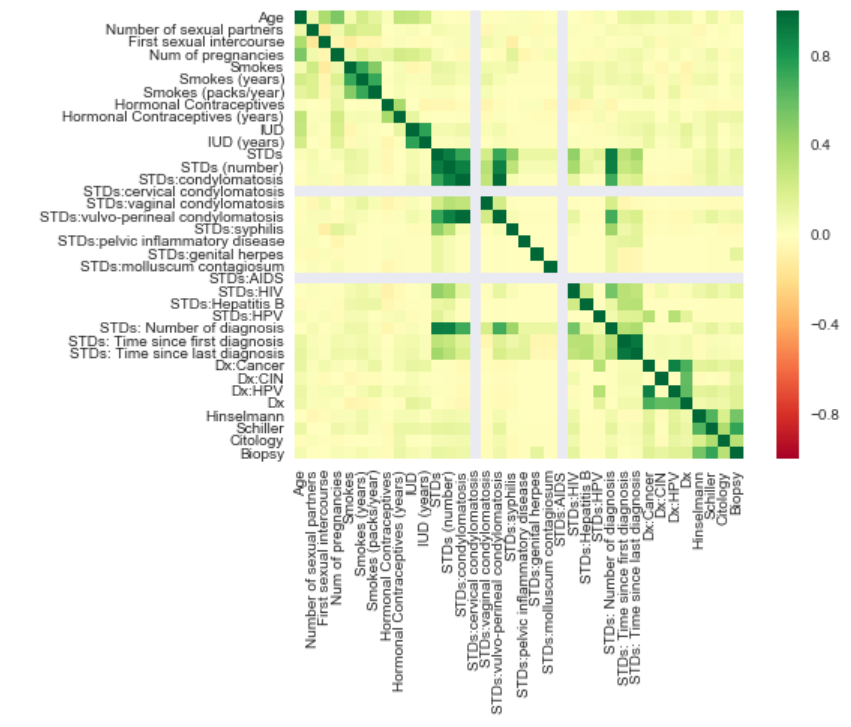 Age
Number of sexual partners
First sexual intercourse
Num of pregnancies
Smokes
Smokes (years)
Smokes (packs/year)
Hormonal Contraceptives
Hormonal Contraceptives (years)
IUD
IUD (years)
STDs
STDs (number)
STDs:condylomatosis
STDs:cervical condylomatosis
STDs:vaginal condylomatosis
STDs:vulvo-perineal condylomatosis
STDs:syphilis
STDs:pelvic inflammatory disease
STDs:genital herpes
STDs:molluscum contagiosum
STDs:AIDS
STDs:HIV
STDs:Hepatitis B
STDs:HPV
STDs: Number of diagnosis
STDs: Time since first diagnosis
STDs: Time since last diagnosis
Dx:Cancer
Dx:CIN
Dx:HPV
Dx
Hinselmann
Schiller
Citology
Biopsy
Age
Number of sexual partners
First sexual intercourse
Num of pregnancies
Smokes
Smokes (years)
Smokes (packs/year)
Hormonal Contraceptives
Hormonal Contraceptives (years)
IUD
IUD (years)
STDs
STDs (number)
STDs:condylomatosis
STDs:cervical condylomatosis
STDs:vaginal condylomatosis
STDs:vulvo-perineal condylomatosis
STDs:syphilis
STDs:pelvic inflammatory disease
STDs:genital herpes
STDs:molluscum contagiosum
STDs:AIDS
STDs:HIV
STDs:Hepatitis B
STDs:HPV
STDs: Number of diagnosis
STDs: Time since first diagnosis
STDs: Time since last diagnosis
Dx:Cancer
Dx:CIN
Dx:HPV
Dx
Hinselmann
Schiller
Citology
Biopsy
0.8
0.4
0.0
−0.4
−0.8